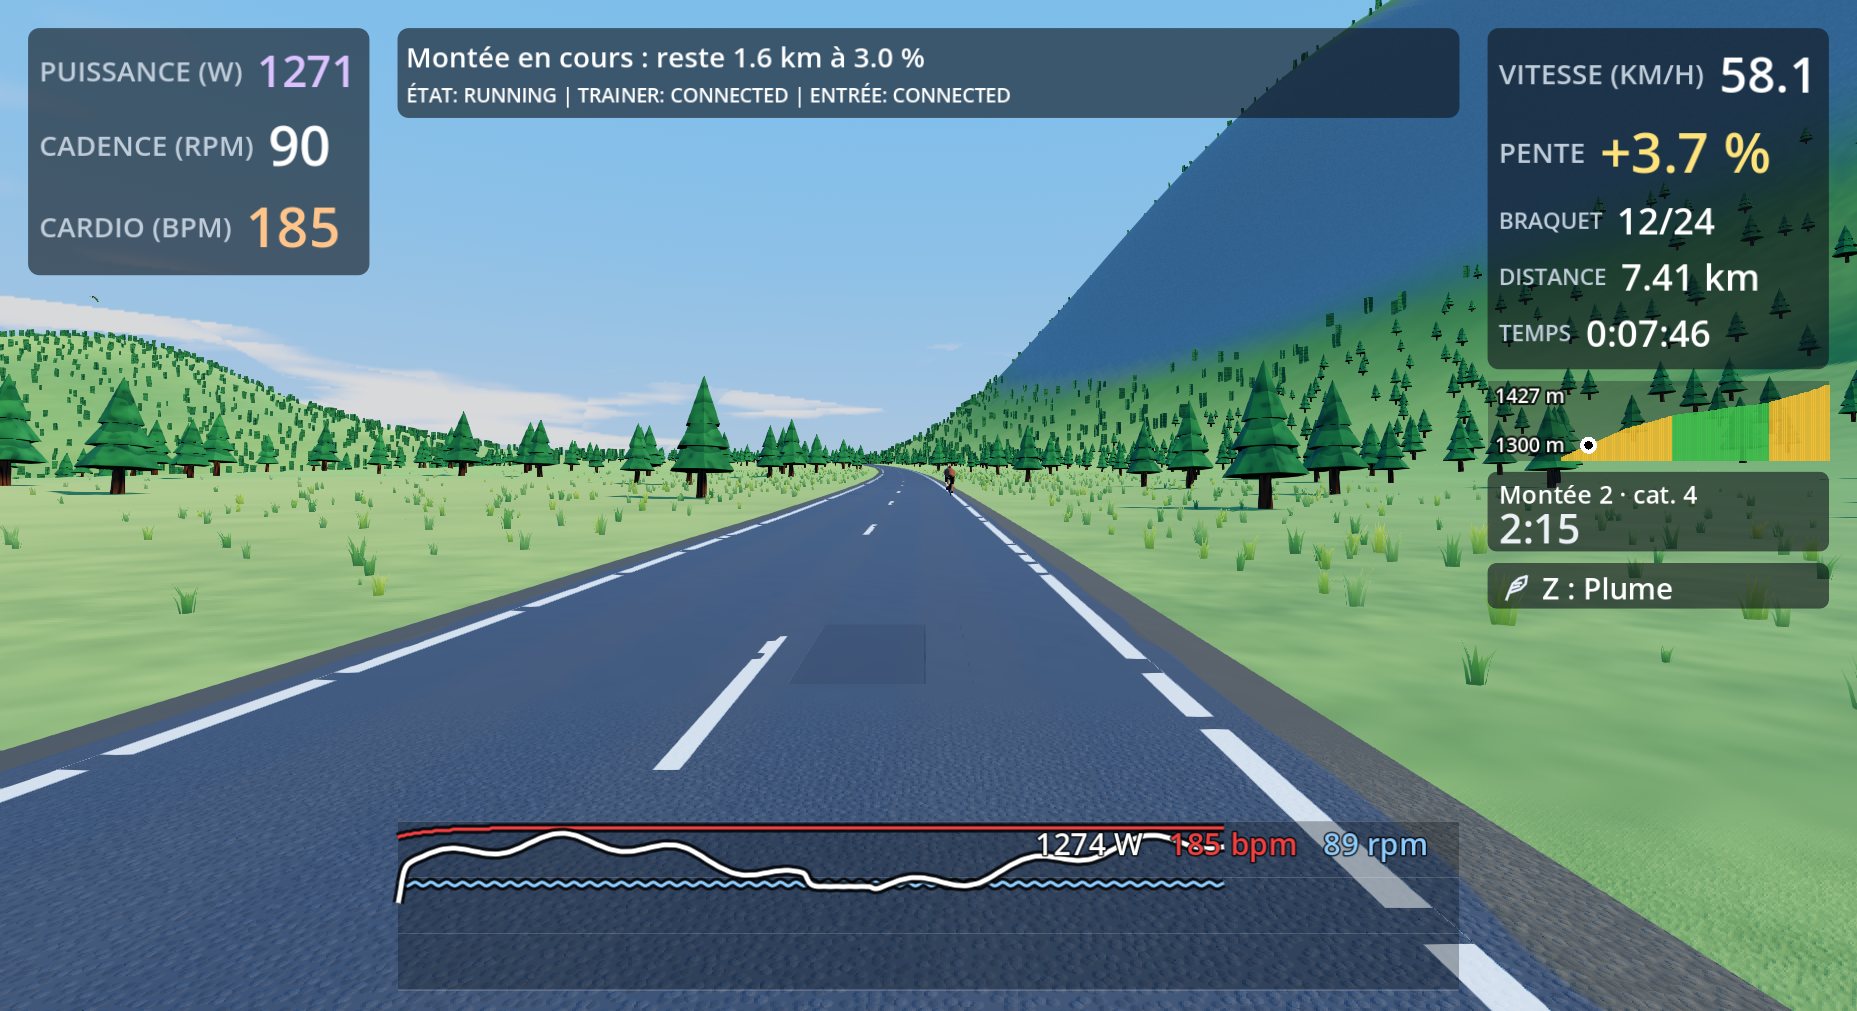 PUISSANCE (W) 1271
CADENCE (RPM) 90
CARDIO (BPM) 185
Montée en cours : reste 1.6 km à 3.0 %
ÉTAT: RUNNING | TRAINER: CONNECTED | ENTRÉE: CONNECTED
VITESSE (KM/H) 58.1
PENTE +3.7 %
BRAQUET 12/24
DISTANCE 7.41 km
TEMPS 0:07:46
1427 m
1300 m
Montée 2 · cat. 4
2:15
Z : Plume
1274 W 185 bpm 89 rpm